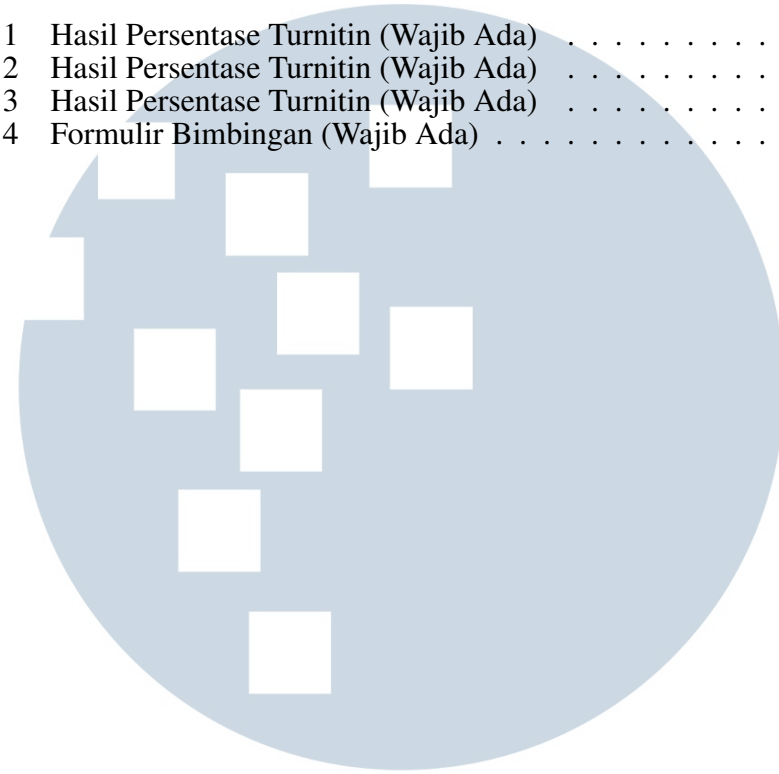 1 Hasil Persentase Turnitin (Wajib Ada) . . . . . . . . .
2 Hasil Persentase Turnitin (Wajib Ada) . . . . . . . . .
3 Hasil Persentase Turnitin (Wajib Ada) . . . . . . . . .
4 Formulir Bimbingan (Wajib Ada) . . . . . . . . . . . .